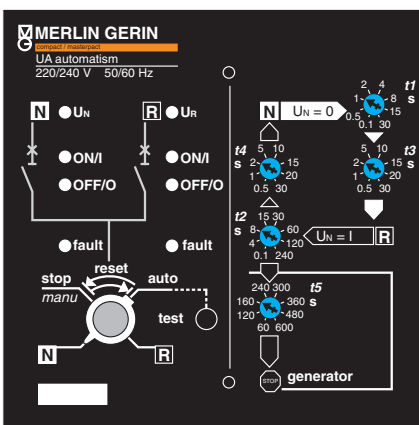 MERLIN GERIN
compact / masterpact
UA automatism
220/240 V 50/60 Hz
N UN R UR
ON/I ON/I
OFF/O OFF/O
fault fault
stop reset auto
manu
test
N R
N UN = 0
t1 s
2 4
1 8
0.5 15
0.1 30
t4 s
5 10
2 15
1 20
0.5 30
t3 s
5 10
2 15
1 20
0.5 30
t2 s
15 30
8 60
4 120
0.1 240
UN = I R
t5 s
240 300
160 360
120 480
60 600
STOP generator